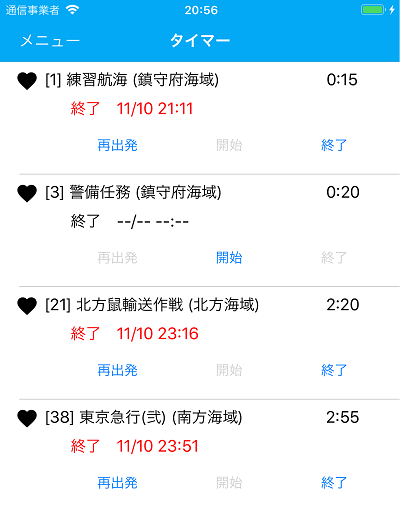 通信事業者 20:56
メニュー タイマー
[1] 練習航海 (鎮守府海域) 0:15
終了 11/10 21:11
再出発 開始 終了
[3] 警備任務 (鎮守府海域) 0:20
終了 --/-- --:--
再出発 開始 終了
[21] 北方鼠輸送作戦 (北方海域) 2:20
終了 11/10 23:16
再出発 開始 終了
[38] 東京急行(弐) (南方海域) 2:55
終了 11/10 23:51
再出発 開始 終了